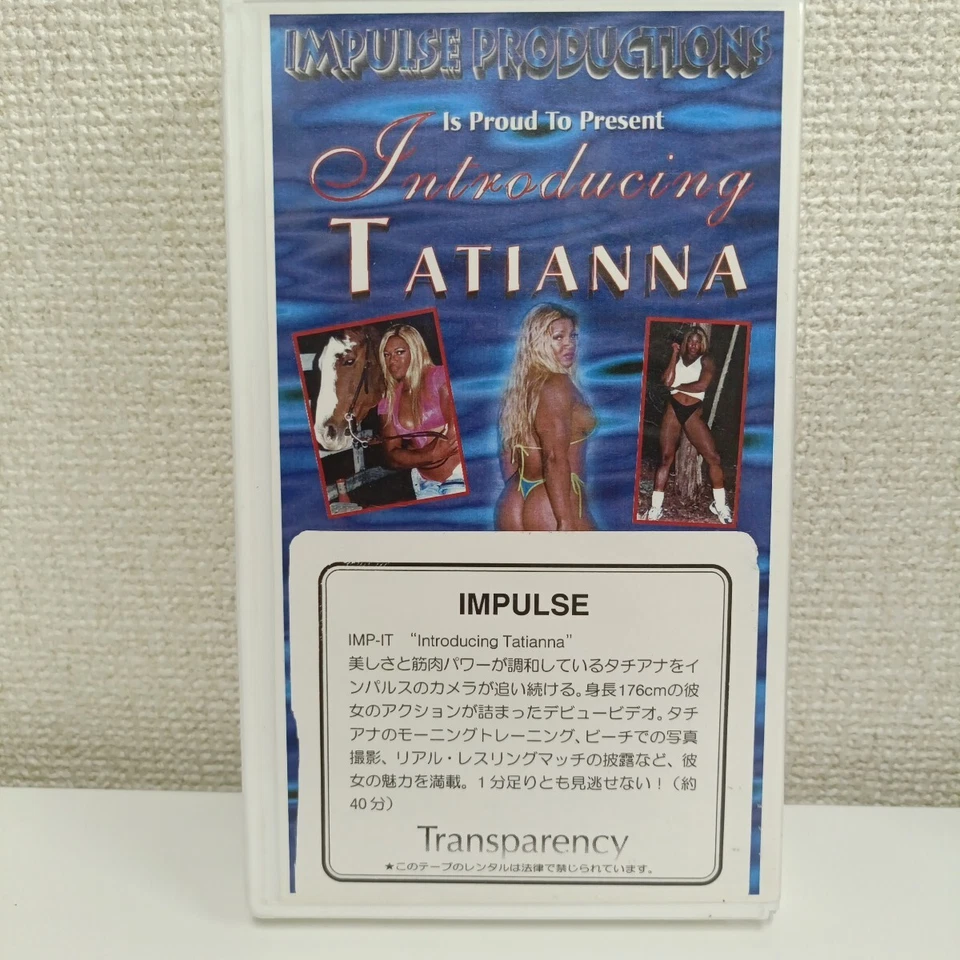 IMPULSE PRODUCTIONS
Is Proud To Present
Introducing
TATIANNA
IMPULSE
IMP-IT “Introducing Tatianna”
美しさと筋肉パワーが調和しているタチアナをイ
ンパルスのカメラが追い続ける。身長176cmの彼
女のアクションが詰まったデビュービデオ。タチ
アナのモーニングトレーニング、ビーチでの写真
撮影、リアル・レスリングマッチの披露など、彼
女の魅力を満載。1分足りとも見逃せない!(約
40分)
Transparency
★このテープのレンタルは法律で禁じられています。